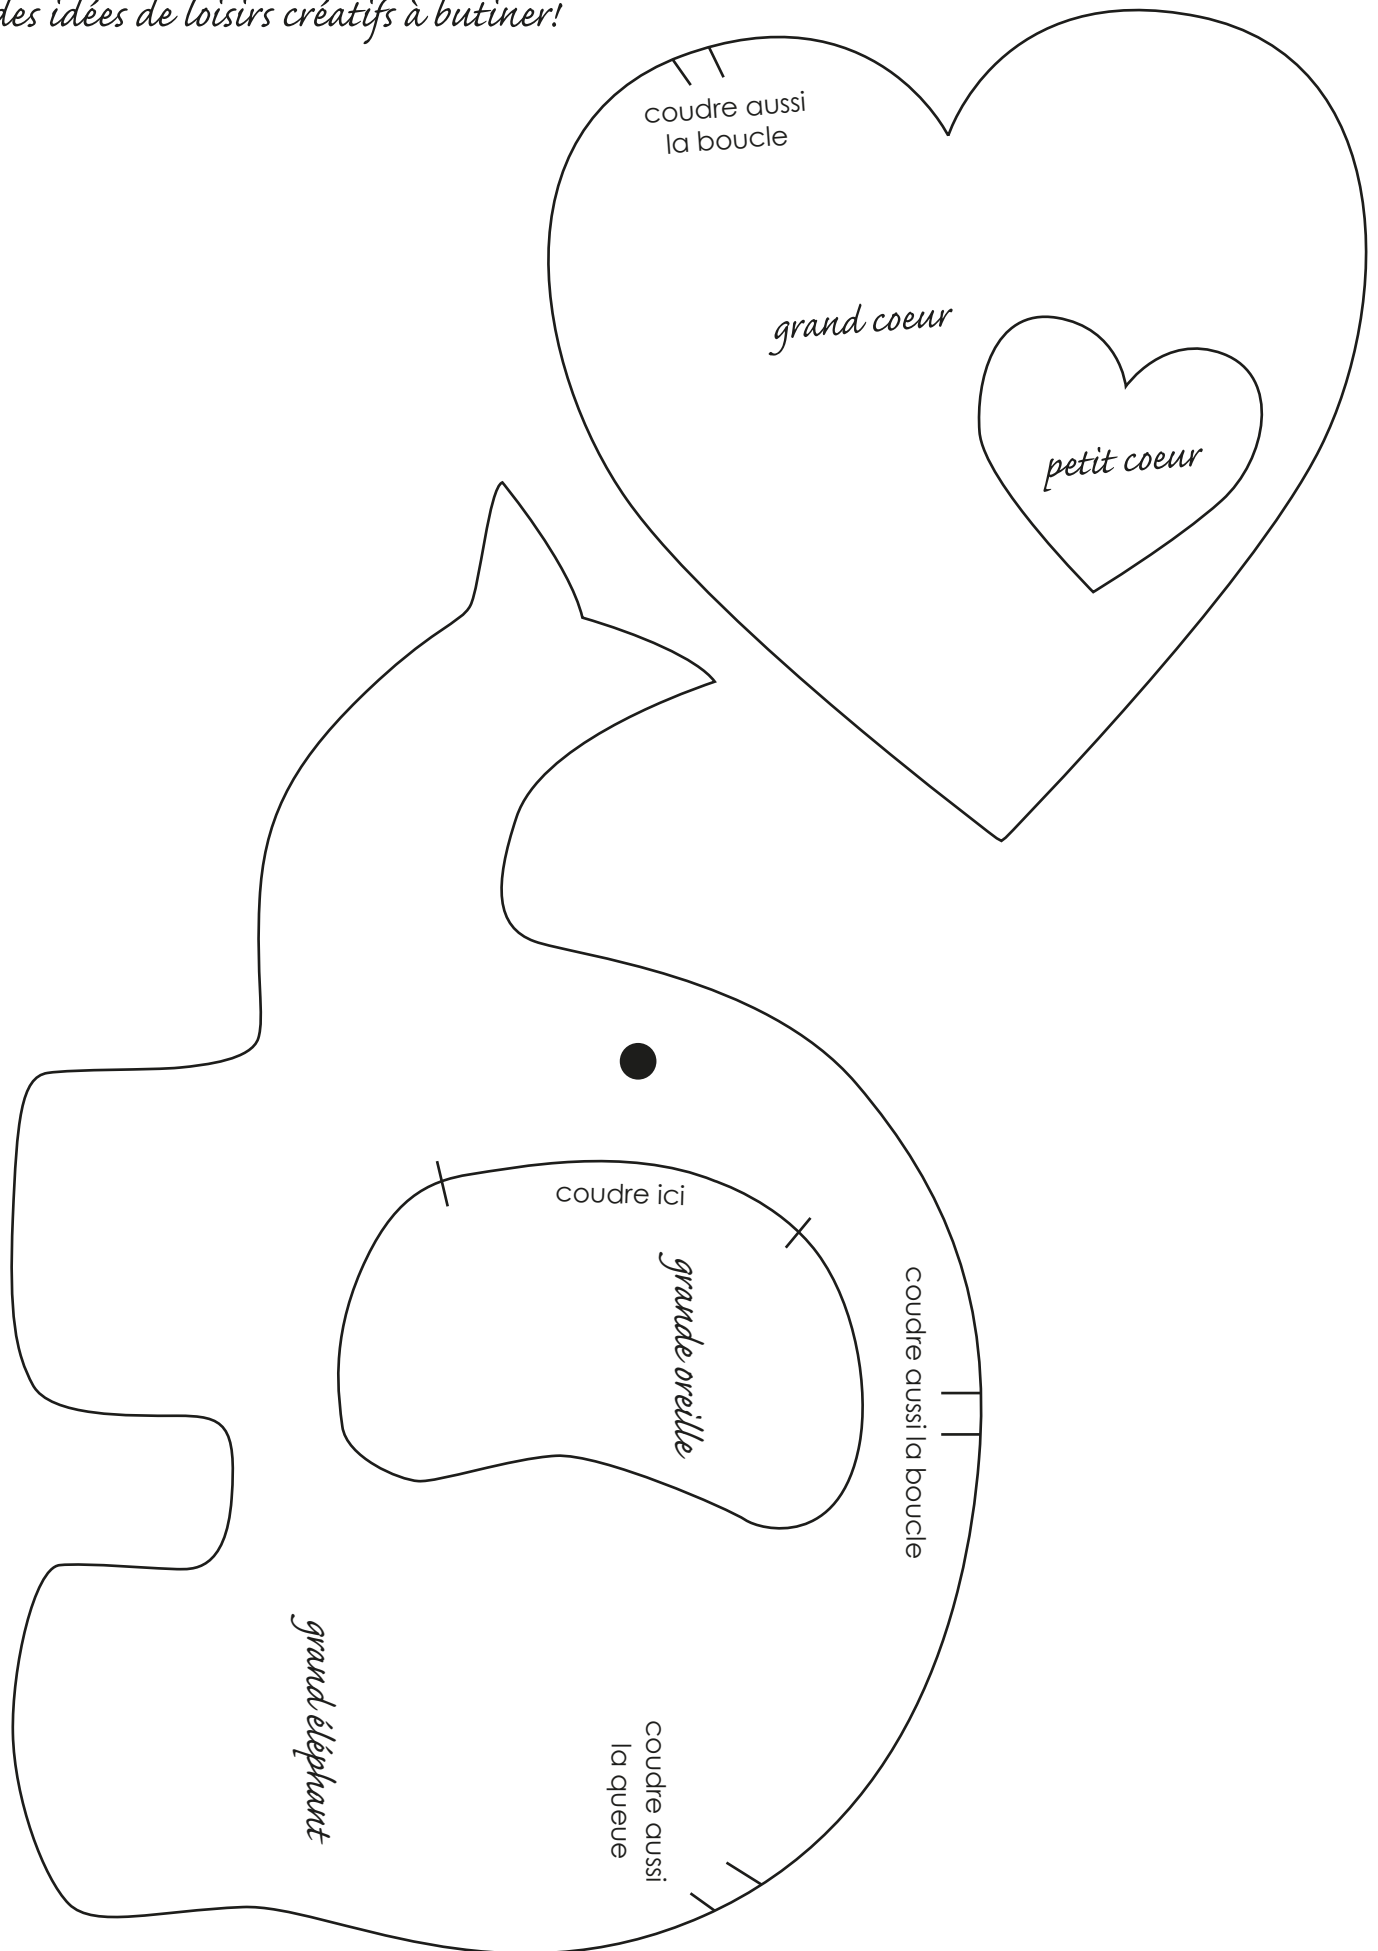 des idées de loisirs créatifs à butiner!
coudre aussi
la boucle
grand coeur
petit coeur
coudre ici
grande oreille
coudre aussi la boucle
grand éléphant
coudre aussi
la queue